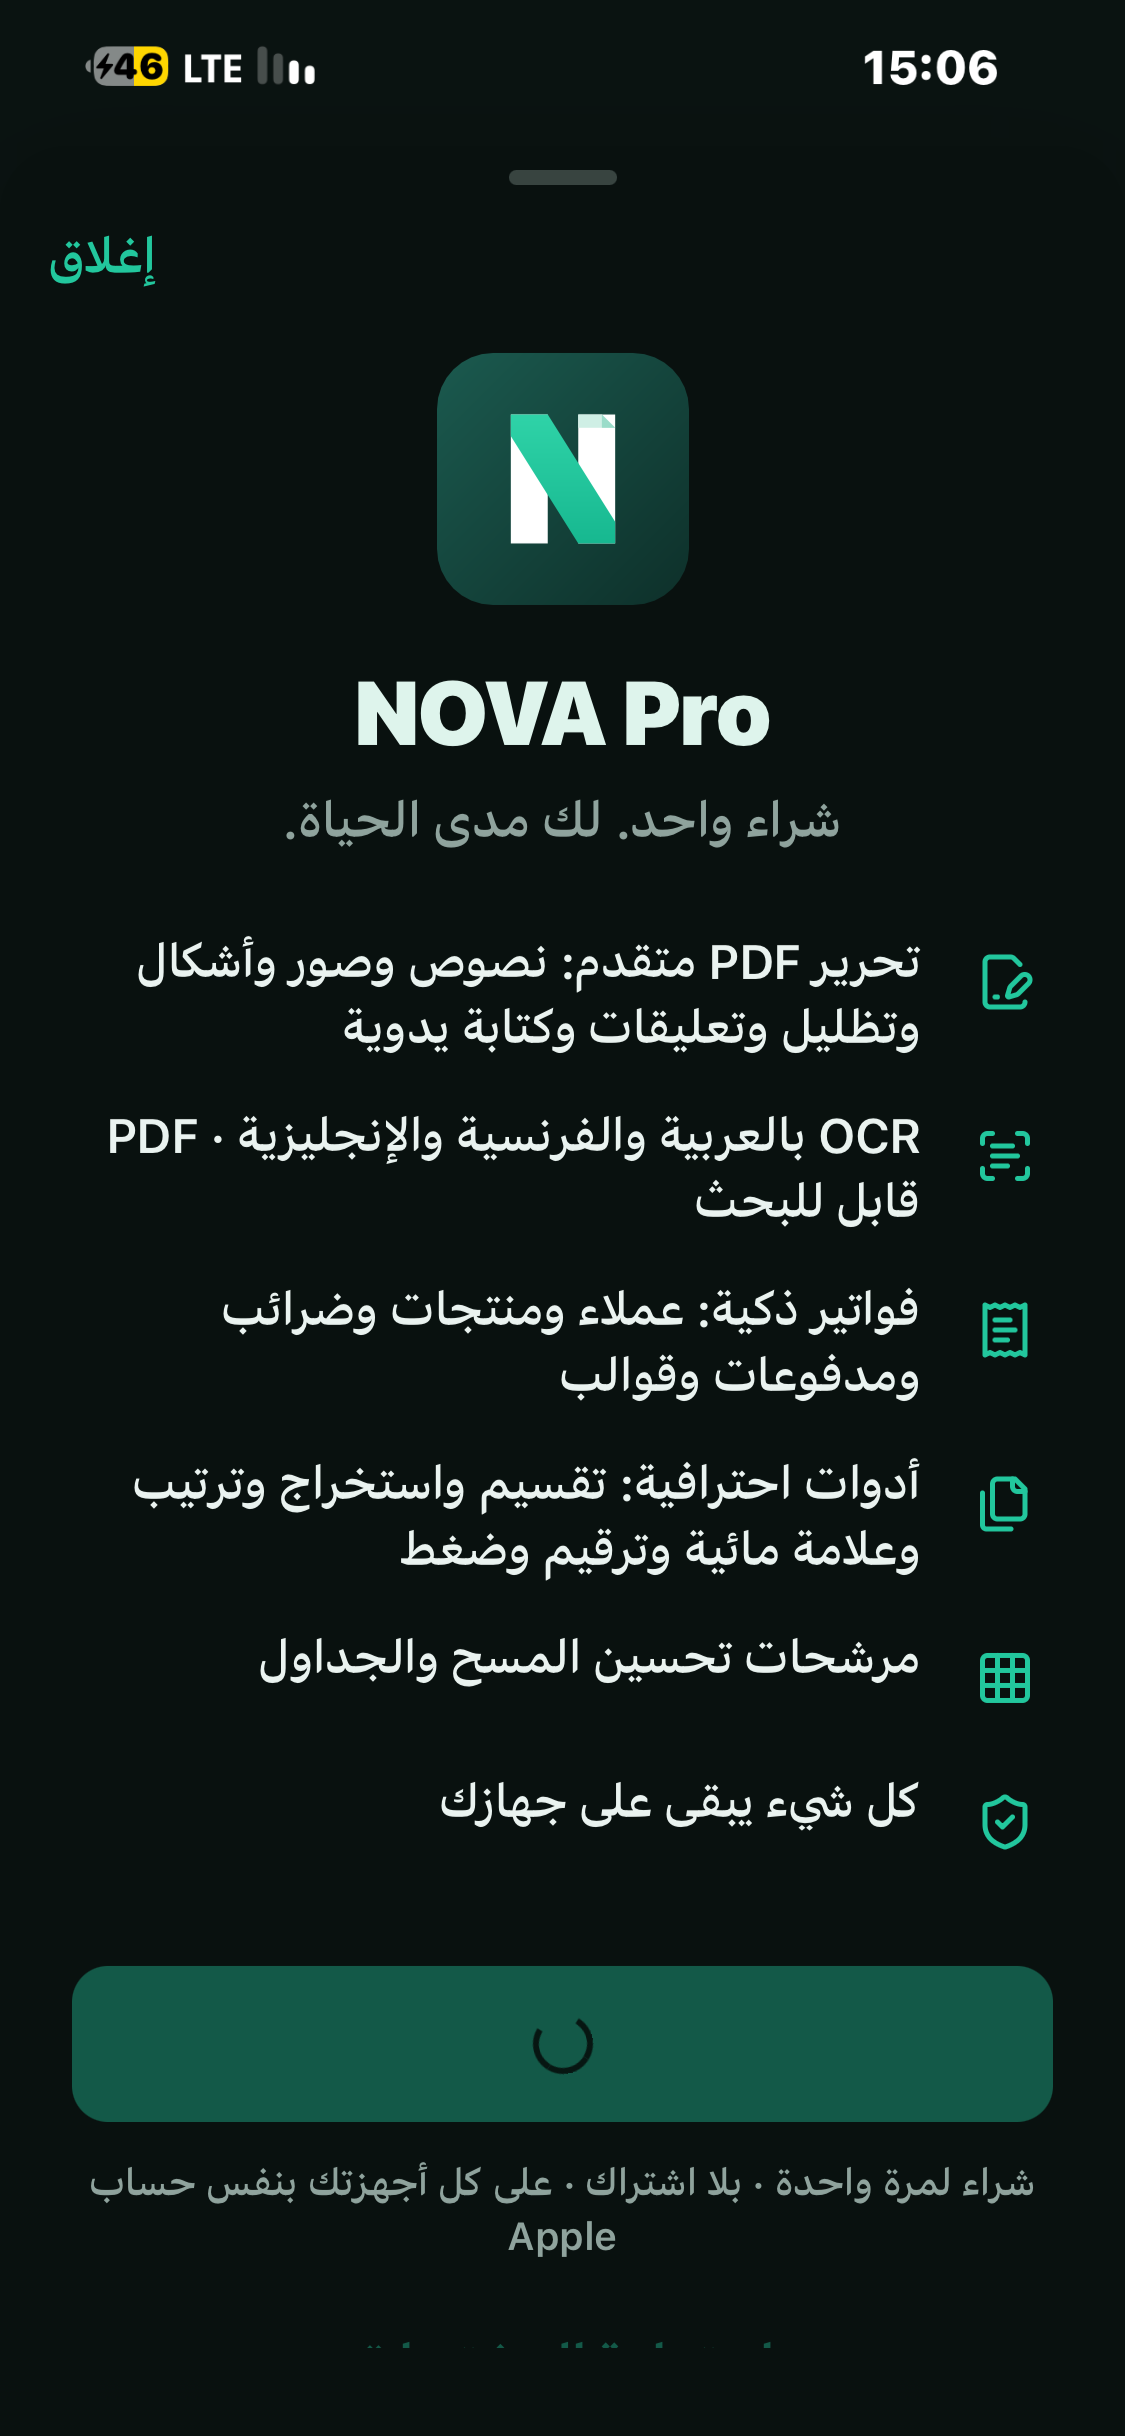 46 LTE 15:06
إغلاق
NOVA Pro
شراء واحد. لك مدى الحياة.
تحرير PDF متقدم: نصوص وصور وأشكال
وتظليل وتعليقات وكتابة يدوية
OCR بالعربية والفرنسية والإنجليزية · PDF
قابل للبحث
فواتير ذكية: عملاء ومنتجات وضرائب
ومدفوعات وقوالب
أدوات احترافية: تقسيم واستخراج وترتيب
وعلامة مائية وترقيم وضغط
مرشحات تحسين المسح والجداول
كل شيء يبقى على جهازك
شراء لمرة واحدة · بلا اشتراك · على كل أجهزتك بنفس حساب
Apple